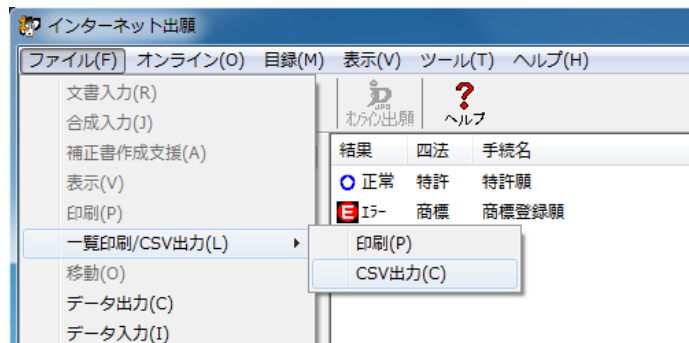 インターネット出願
ファイル(F) オンライン(O) 目録(M) 表示(V) ツール(T) ヘルプ(H)
文書入力(R)
合成入力(J)
補正書作成支援(A)
表示(V)
印刷(P)
一覧印刷/CSV出力(L)
移動(O)
データ出力(C)
データ入力(I)
印刷(P)
CSV出力(C)
JPO
オンライン出願 ヘルプ
結果 四法 手続名
正常 特許 特許願
E エラー 商標 商標登録願